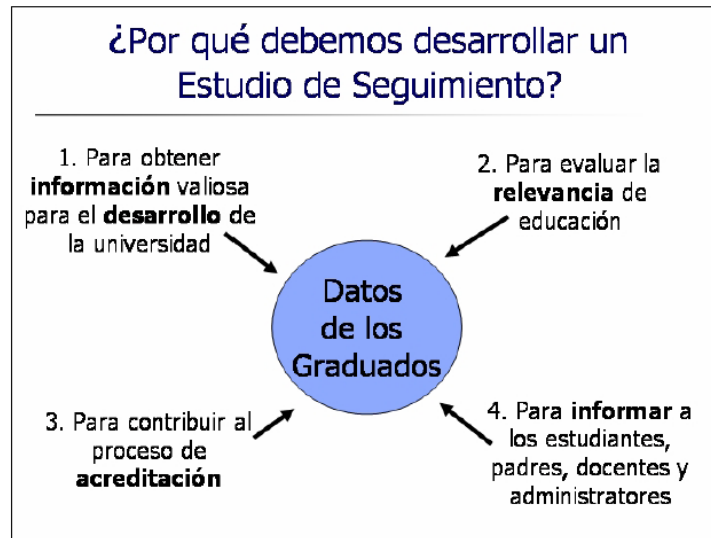 ¿Por qué debemos desarrollar un
Estudio de Seguimiento?
1. Para obtener
información valiosa
para el desarrollo de
la universidad
2. Para evaluar la
relevancia de
educación
Datos
de los
Graduados
3. Para contribuir al
proceso de
acreditación
4. Para informar a
los estudiantes,
padres, docentes y
administratores